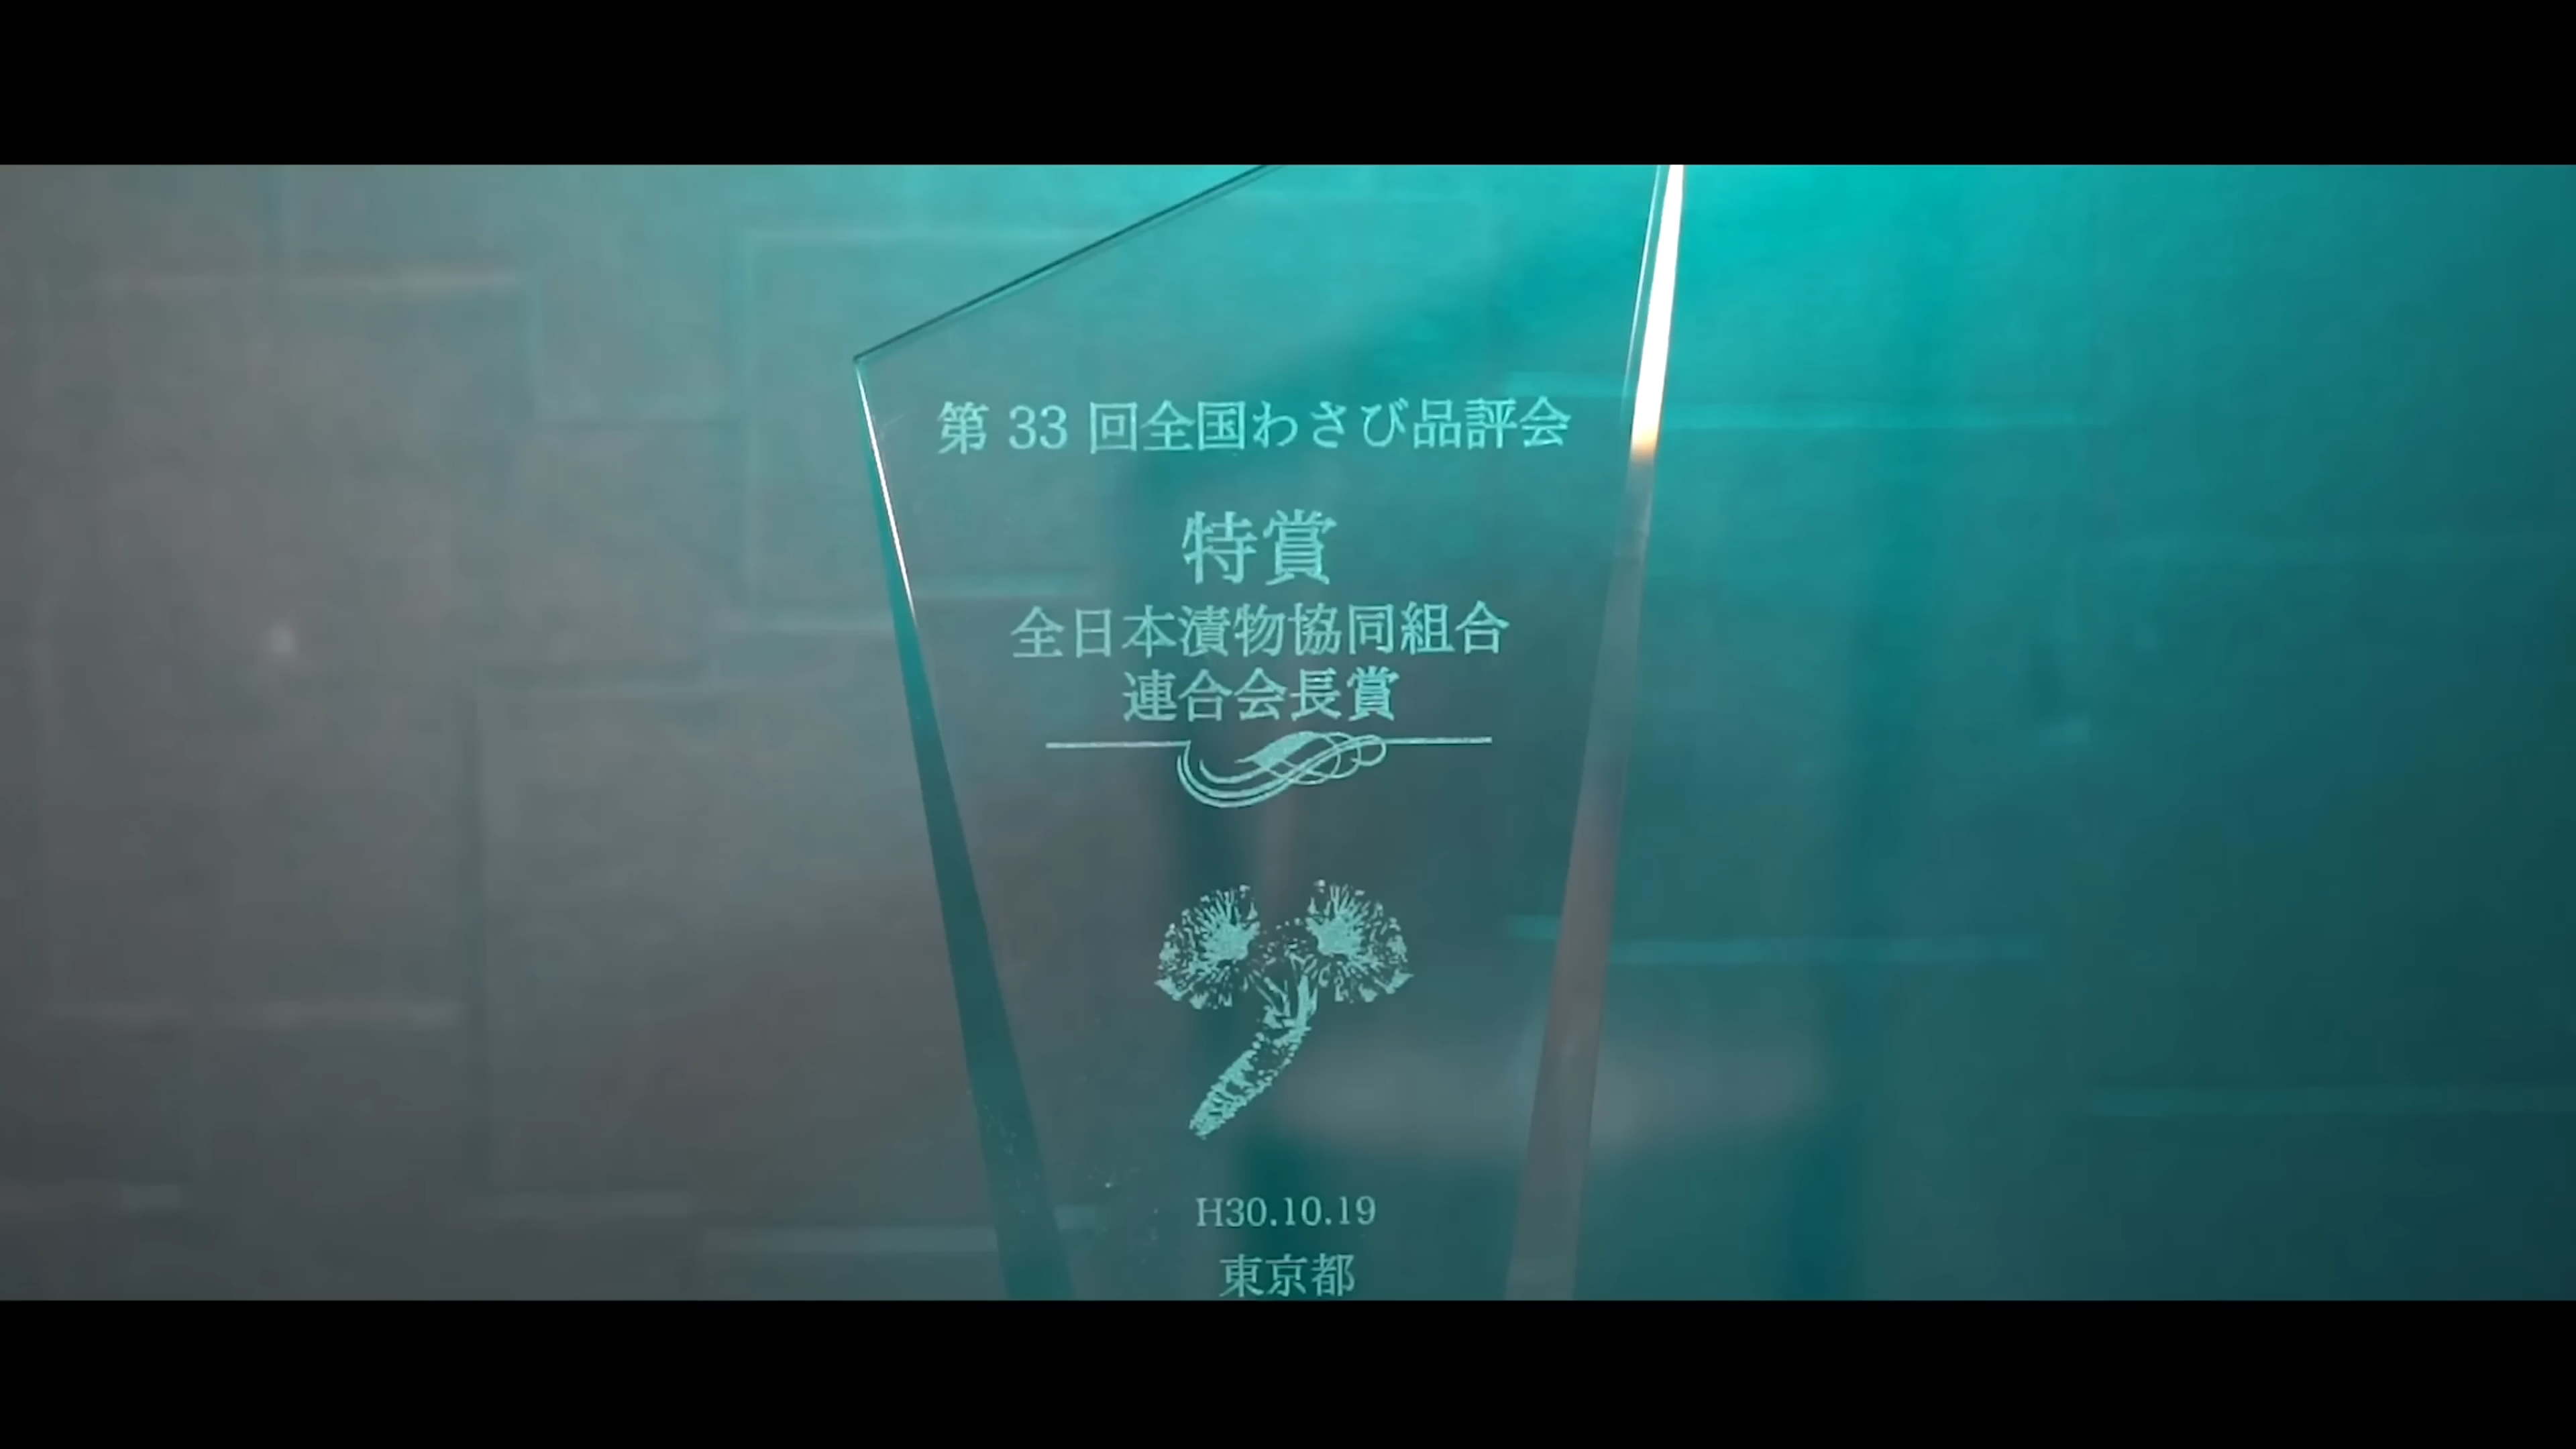 第 33 回全国わさび品評会
特賞
全日本漬物協同組合
連合会長賞
H30.10.19
東京都